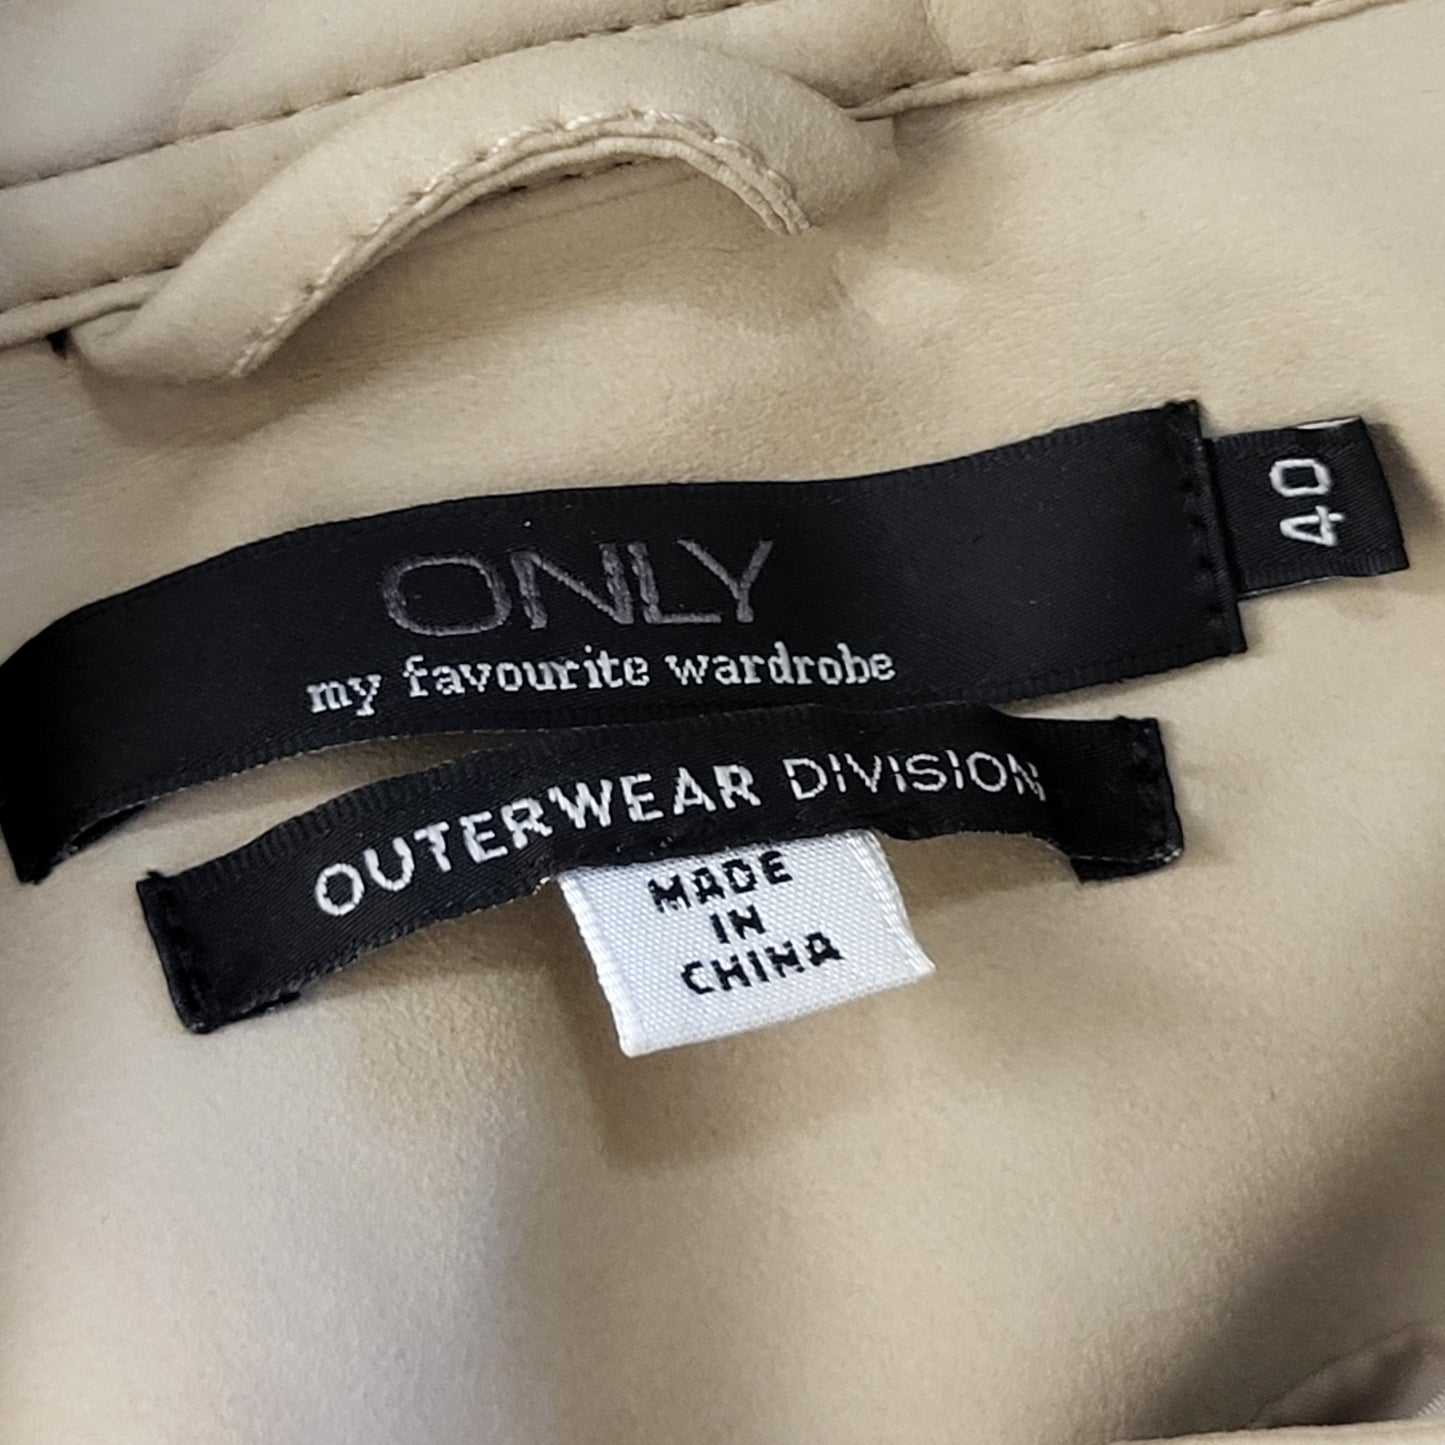 ONLY
my favourite wardrobe
40
OUTERWEAR DIVISION
MADE
IN
CHINA